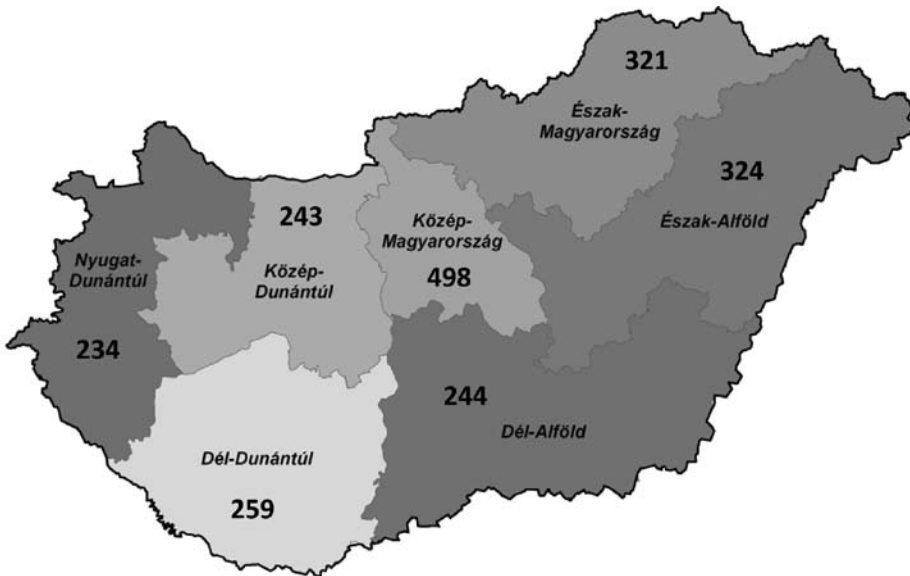 321
Észak-
Magyarország
324
Észak-Alföld
243
Közép-
Dunántúl
Közép-
Magyarország
498
Nyugat-
Dunántúl
234
244
Dél-Alföld
Dél-Dunántúl
259